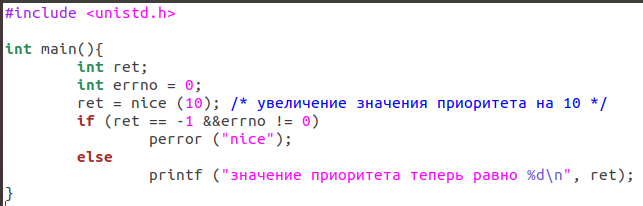 #include <unistd.h>
int main(){
int ret;
int errno = 0;
ret = nice (10); /* увеличение значения приоритета на 10 */
if (ret == -1 &&errno != 0)
perror ("nice");
else
printf ("значение приоритета теперь равно %d\n", ret);
}